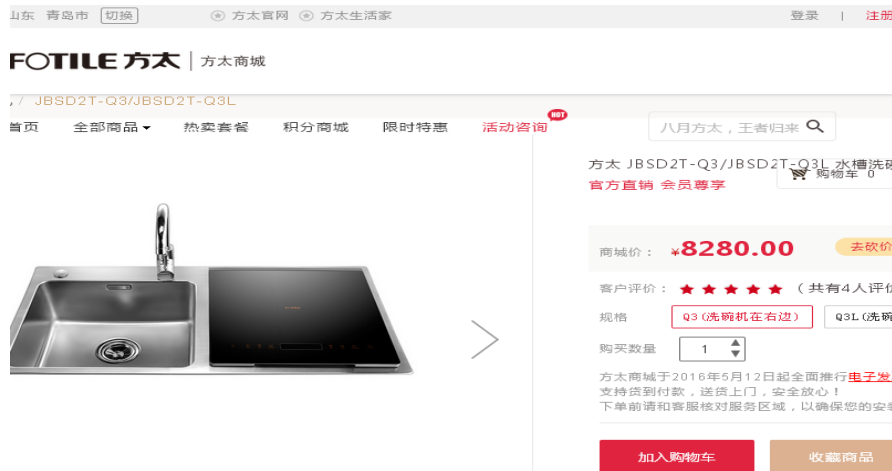 山东 青岛市 切换 方太官网 方太生活家 登录 | 注册
FOTILE 方太 方太商城
/ JBSD2T-Q3/JBSD2T-Q3L
首页 全部商品 热卖套餐 积分商城 限时特惠 活动咨询 HOT 八月方太，王者归来
方太 JBSD2T-Q3/JBSD2T-Q3L 水槽洗碗
购物车 0
官方直销 会员尊享
商城价： ¥8280.00 去砍价
客户评价： （共有4人评价
规格 Q3(洗碗机在右边) Q3L(洗碗
购买数量 1
方太商城于2016年5月12日起全面推行电子发
支持货到付款，送货上门，安全放心！
下单前请和客服核对服务区域，以确保您的安装
加入购物车 收藏商品